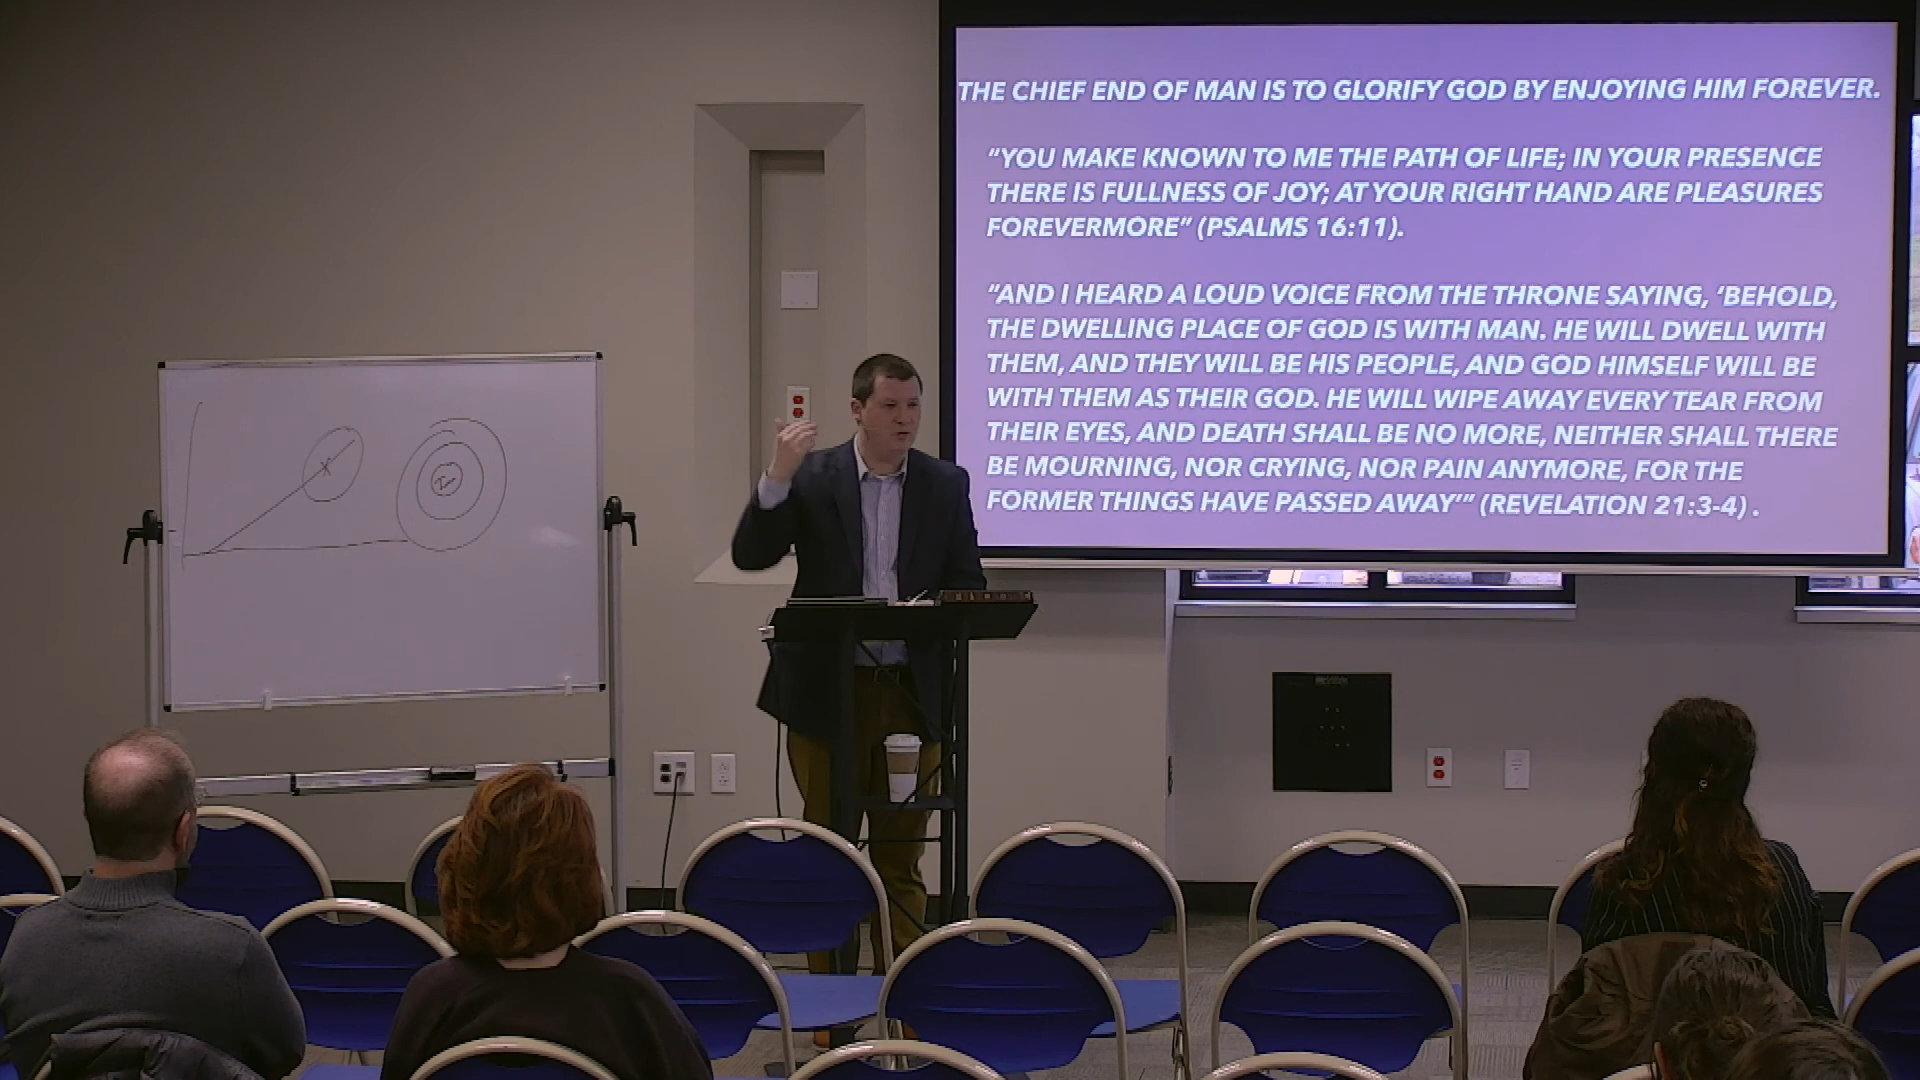 THE CHIEF END OF MAN IS TO GLORIFY GOD BY ENJOYING HIM FOREVER.
“YOU MAKE KNOWN TO ME THE PATH OF LIFE; IN YOUR PRESENCE
THERE IS FULLNESS OF JOY; AT YOUR RIGHT HAND ARE PLEASURES
FOREVERMORE” (PSALMS 16:11).
“AND I HEARD A LOUD VOICE FROM THE THRONE SAYING, ‘BEHOLD,
THE DWELLING PLACE OF GOD IS WITH MAN. HE WILL DWELL WITH
THEM, AND THEY WILL BE HIS PEOPLE, AND GOD HIMSELF WILL BE
WITH THEM AS THEIR GOD. HE WILL WIPE AWAY EVERY TEAR FROM
THEIR EYES, AND DEATH SHALL BE NO MORE, NEITHER SHALL THERE
BE MOURNING, NOR CRYING, NOR PAIN ANYMORE, FOR THE
FORMER THINGS HAVE PASSED AWAY’” (REVELATION 21:3-4) .